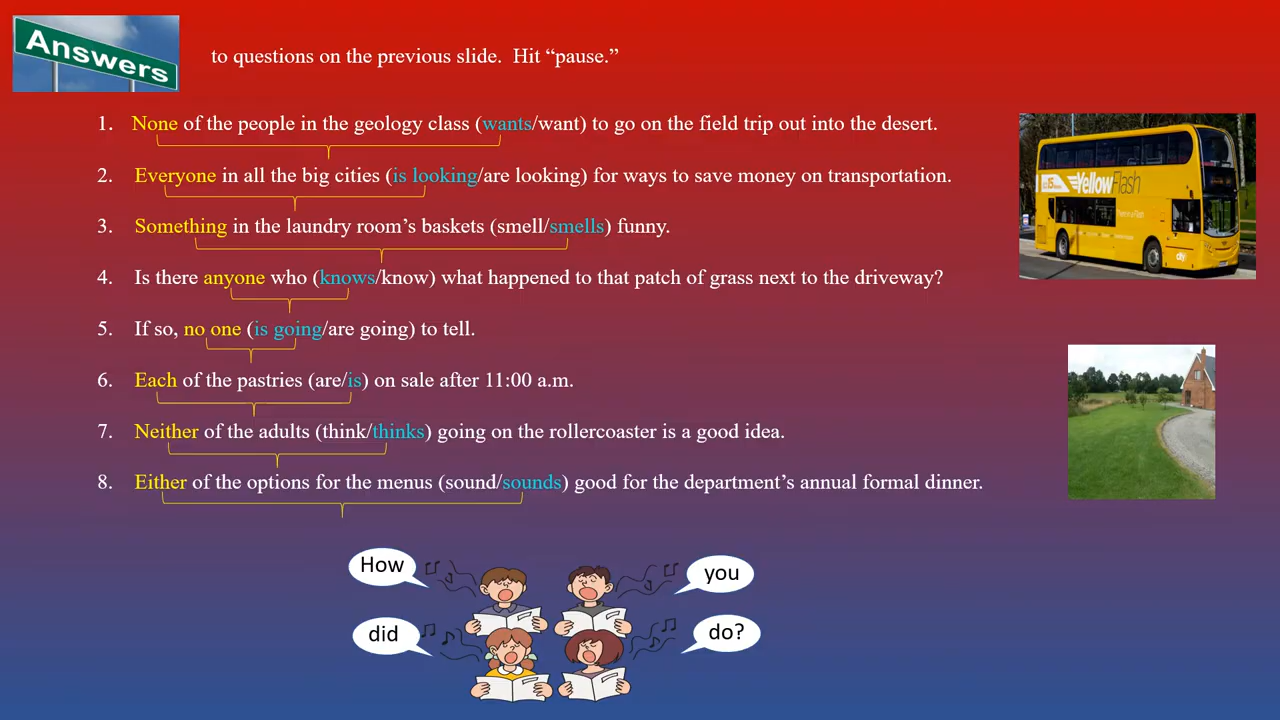 Answers
to questions on the previous slide. Hit “pause.”
1. None of the people in the geology class (wants/want) to go on the field trip out into the desert.
2. Everyone in all the big cities (is looking/are looking) for ways to save money on transportation.
3. Something in the laundry room’s baskets (smell/smells) funny.
4. Is there anyone who (knows/know) what happened to that patch of grass next to the driveway?
5. If so, no one (is going/are going) to tell.
6. Each of the pastries (are/is) on sale after 11:00 a.m.
7. Neither of the adults (think/thinks) going on the rollercoaster is a good idea.
8. Either of the options for the menus (sound/sounds) good for the department’s annual formal dinner.
YellowFlash
How
you
did
do?